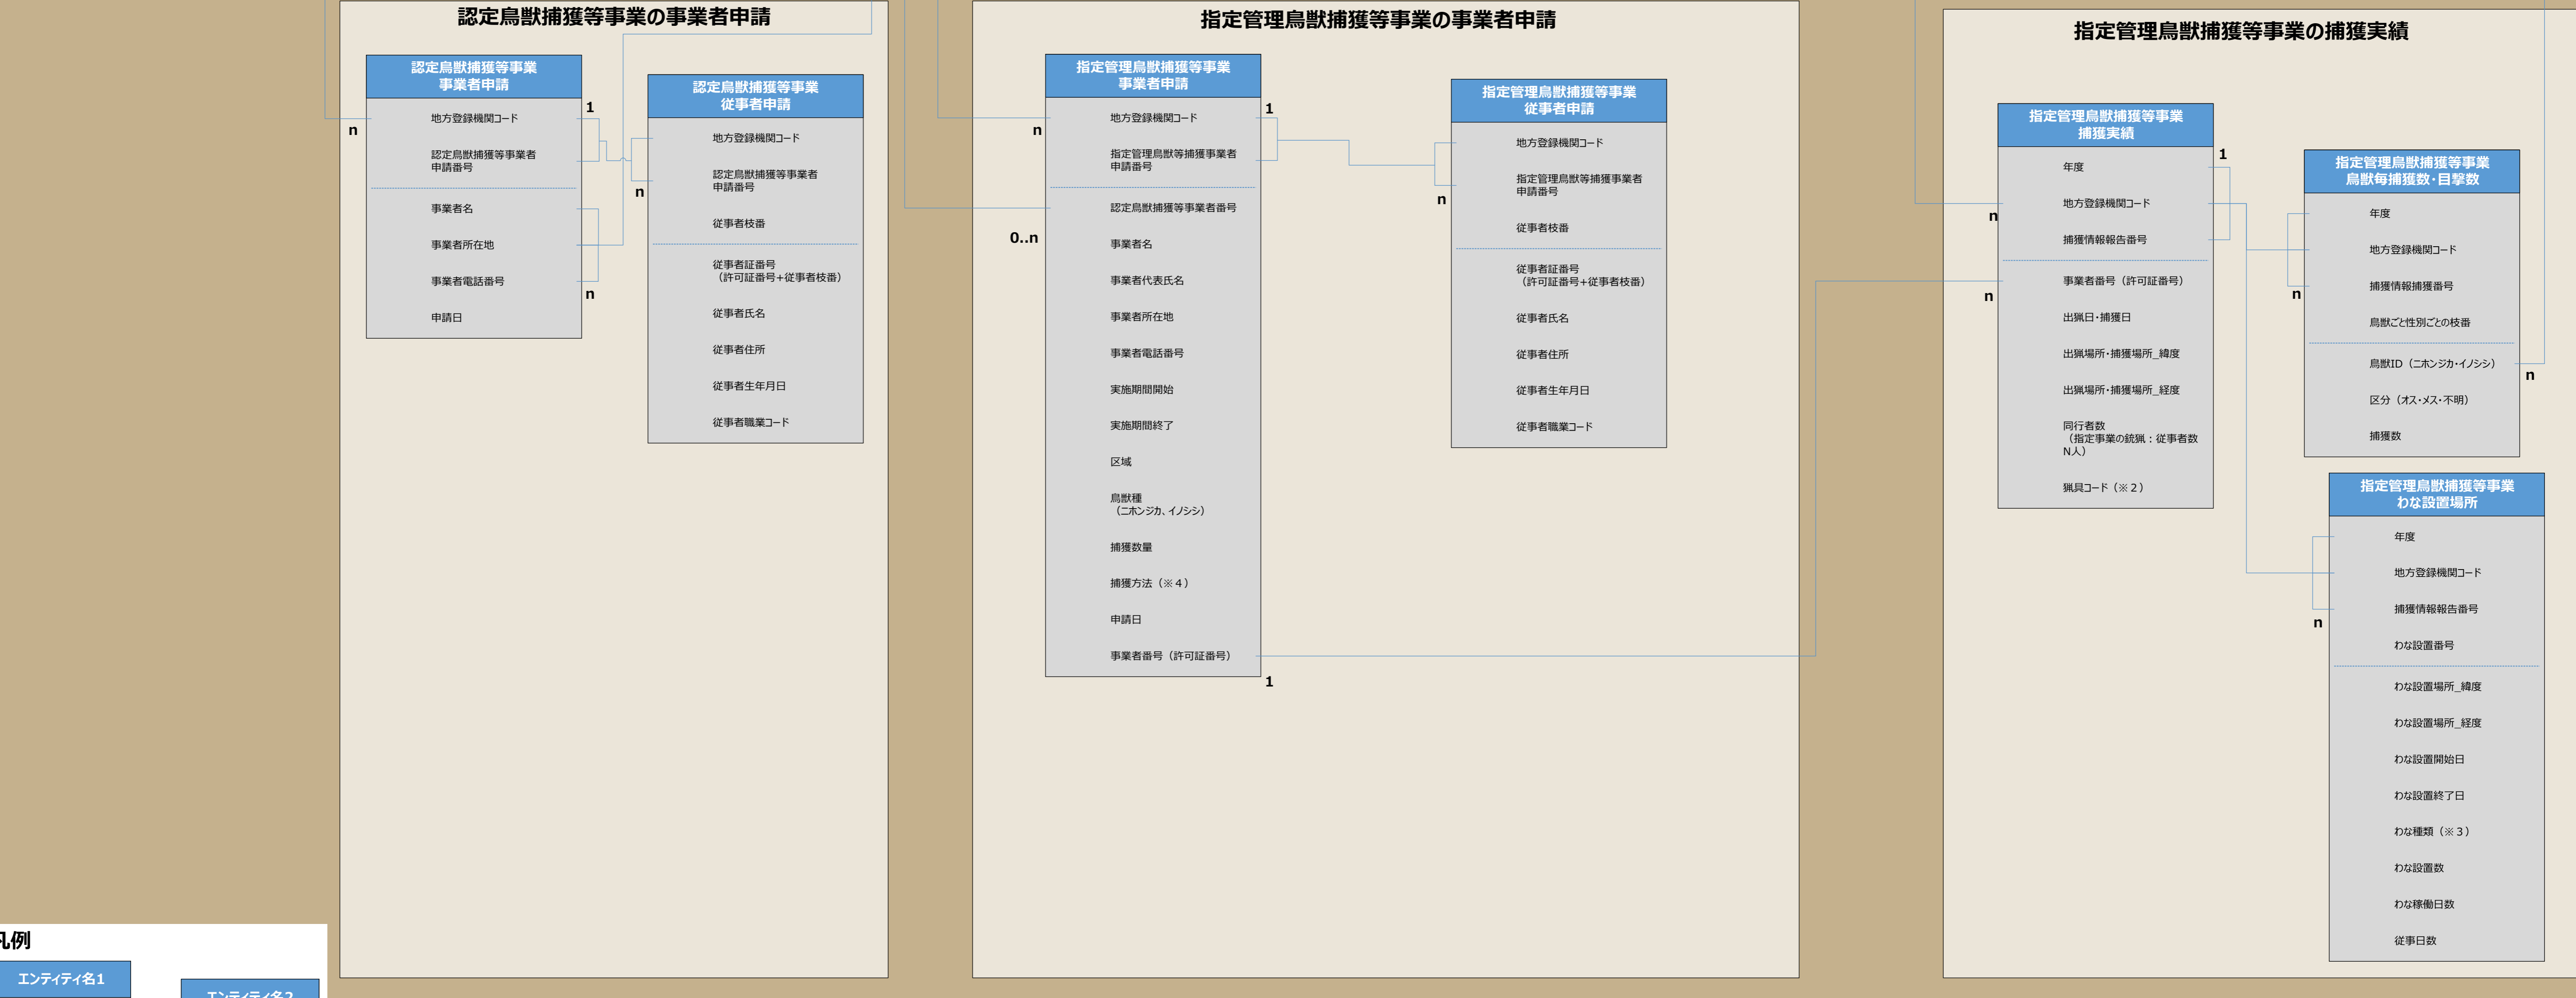 認定鳥獣捕獲等事業の事業者申請
認定鳥獣捕獲等事業
事業者申請
1
n
地方登録機関コード
認定鳥獣捕獲等事業者
申請番号
事業者名
事業者所在地
事業者電話番号
n
申請日
認定鳥獣捕獲等事業
従事者申請
地方登録機関コード
認定鳥獣捕獲等事業者
申請番号
n
従事者枝番
従事者証番号
（許可証番号+従事者枝番）
従事者氏名
従事者住所
従事者生年月日
従事者職業コード
指定管理鳥獣捕獲等事業の事業者申請
指定管理鳥獣捕獲等事業
事業者申請
1
n
地方登録機関コード
指定管理鳥獣等捕獲事業者
申請番号
認定鳥獣捕獲等事業者番号
0..n
事業者名
事業者代表氏名
事業者所在地
事業者電話番号
実施期間開始
実施期間終了
区域
鳥獣種
（ニホンジカ、イノシシ）
捕獲数量
捕獲方法（※４）
申請日
事業者番号（許可証番号）
1
指定管理鳥獣捕獲等事業
従事者申請
地方登録機関コード
指定管理鳥獣等捕獲事業者
申請番号
n
従事者枝番
従事者証番号
（許可証番号+従事者枝番）
従事者氏名
従事者住所
従事者生年月日
従事者職業コード
指定管理鳥獣捕獲等事業の捕獲実績
指定管理鳥獣捕獲等事業
捕獲実績
1
年度
地方登録機関コード
n
捕獲情報報告番号
事業者番号（許可証番号）
n
出猟日・捕獲日
出猟場所・捕獲場所_緯度
出猟場所・捕獲場所_経度
同行者数
（指定事業の銃猟：従事者数
N人）
猟具コード（※２）
指定管理鳥獣捕獲等事業
鳥獣毎捕獲数・目撃数
年度
地方登録機関コード
捕獲情報捕獲番号
n
鳥獣ごと性別ごとの枝番
鳥獣ID（ニホンジカ・イノシシ）
n
区分（オス・メス・不明）
捕獲数
指定管理鳥獣捕獲等事業
わな設置場所
年度
地方登録機関コード
捕獲情報報告番号
n
わな設置番号
わな設置場所_緯度
わな設置場所_経度
わな設置開始日
わな設置終了日
わな種類（※３）
わな設置数
わな稼働日数
従事日数
凡例
エンティティ名1
エンティティ名2